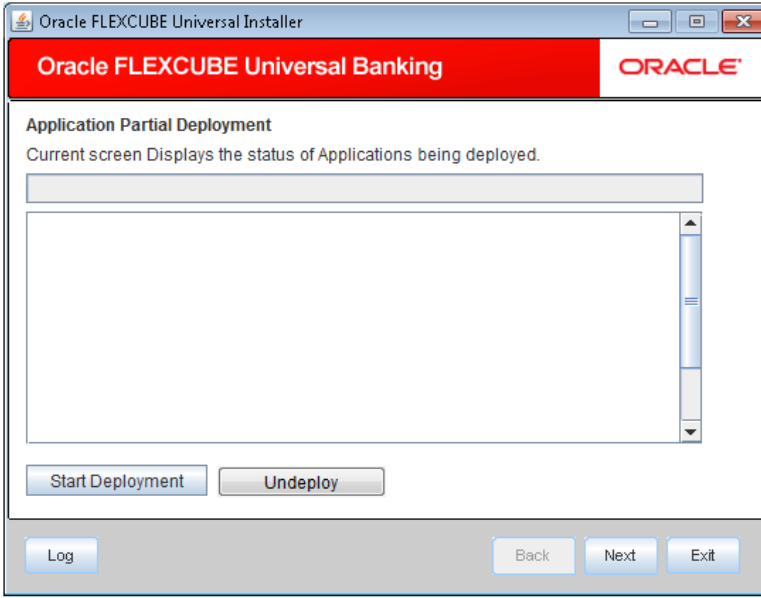 Oracle FLEXCUBE Universal Installer
Oracle FLEXCUBE Universal Banking
ORACLE
Application Partial Deployment
Current screen Displays the status of Applications being deployed.
Start Deployment Undeploy
Log Back Next Exit